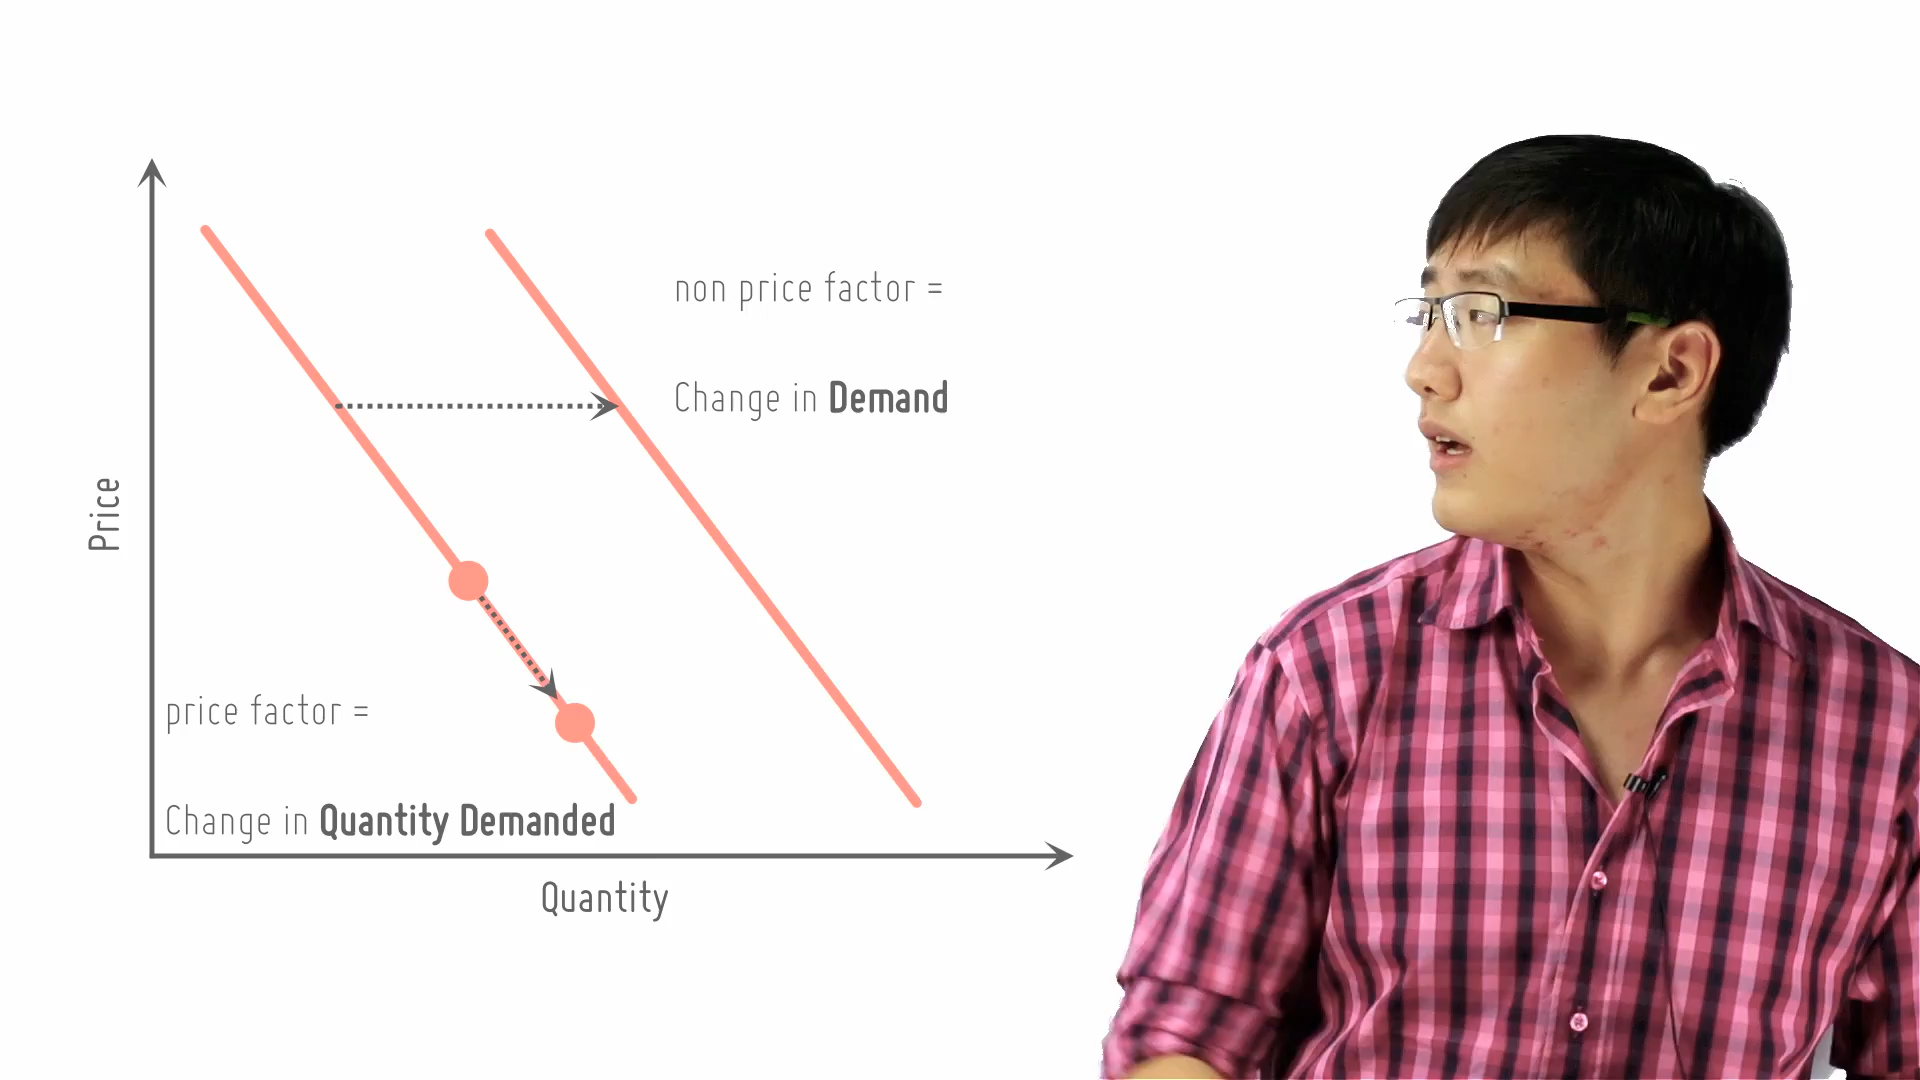 non price factor =
Change in Demand
Price
price factor =
Change in Quantity Demanded
Quantity